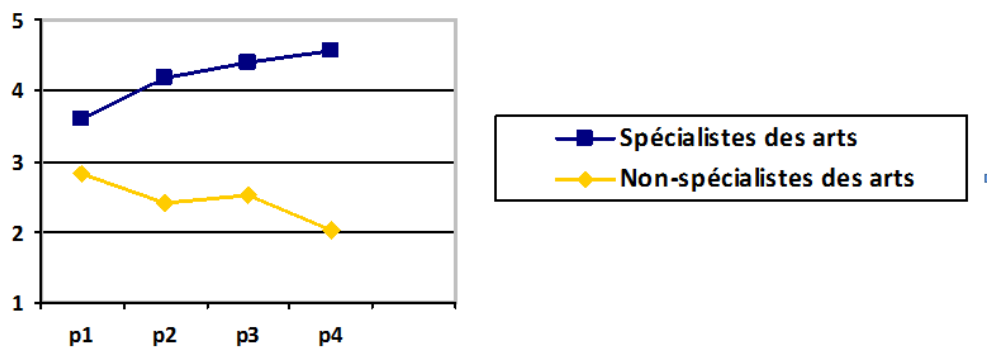 5
4
3
2
1
p1 p2 p3 p4
Spécialistes des arts
Non-spécialistes des arts